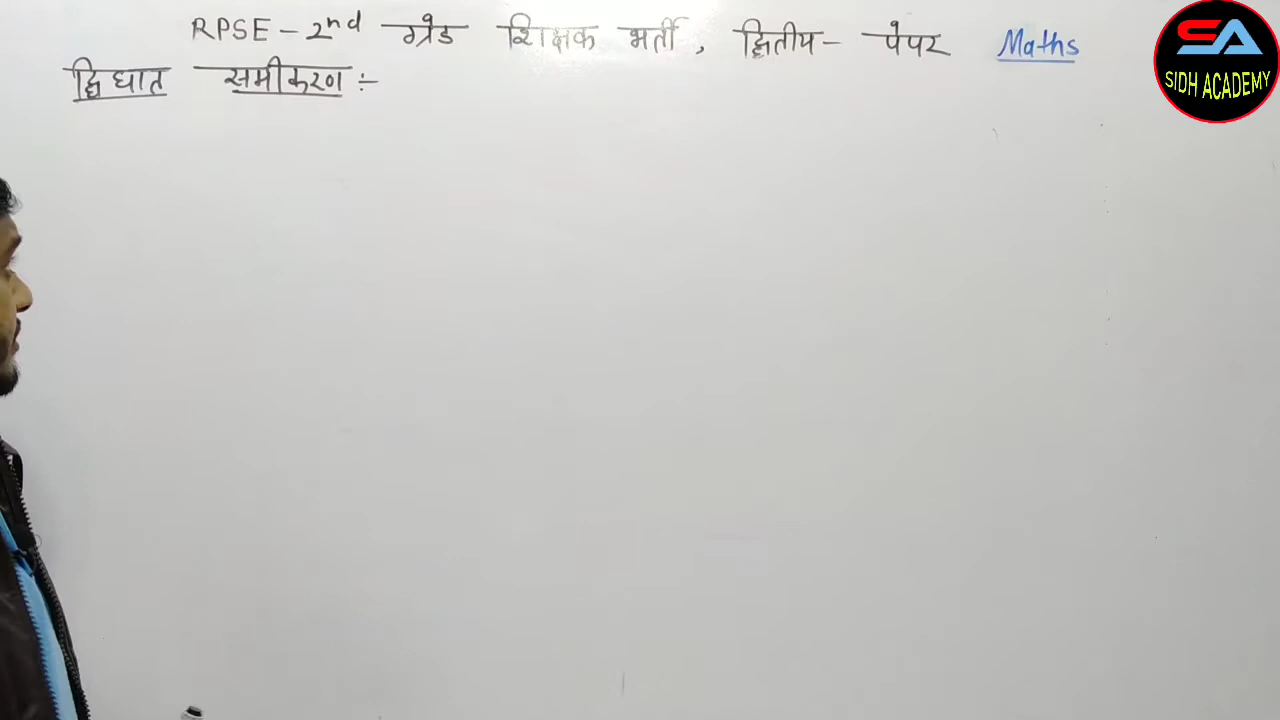 RPSE - 2nd ग्रेड शिक्षक भर्ती, द्वितीय - पेपर Maths
द्विघात समीकरण :-
SA
SIDH ACADEMY